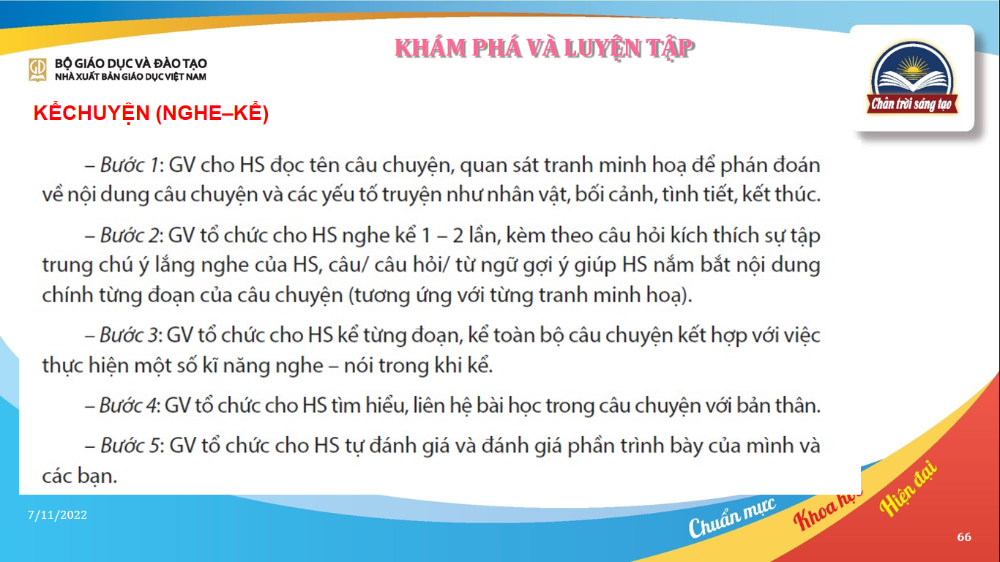 KHÁM PHÁ VÀ LUYỆN TẬP
BỘ GIÁO DỤC VÀ ĐÀO TẠO
NHÀ XUẤT BẢN GIÁO DỤC VIỆT NAM
Chân trời sáng tạo
KỂCHUYỆN (NGHE–KỂ)
– Bước 1: GV cho HS đọc tên câu chuyện, quan sát tranh minh hoạ để phán đoán
về nội dung câu chuyện và các yếu tố truyện như nhân vật, bối cảnh, tình tiết, kết thúc.
– Bước 2: GV tổ chức cho HS nghe kể 1 – 2 lần, kèm theo câu hỏi kích thích sự tập
trung chú ý lắng nghe của HS, câu/ câu hỏi/ từ ngữ gợi ý giúp HS nắm bắt nội dung
chính từng đoạn của câu chuyện (tương ứng với từng tranh minh hoạ).
– Bước 3: GV tổ chức cho HS kể từng đoạn, kể toàn bộ câu chuyện kết hợp với việc
thực hiện một số kĩ năng nghe – nói trong khi kể.
– Bước 4: GV tổ chức cho HS tìm hiểu, liên hệ bài học trong câu chuyện với bản thân.
– Bước 5: GV tổ chức cho HS tự đánh giá và đánh giá phần trình bày của mình và
các bạn.
7/11/2022
Chuẩn mực
Khoa học
Hiện đại
66